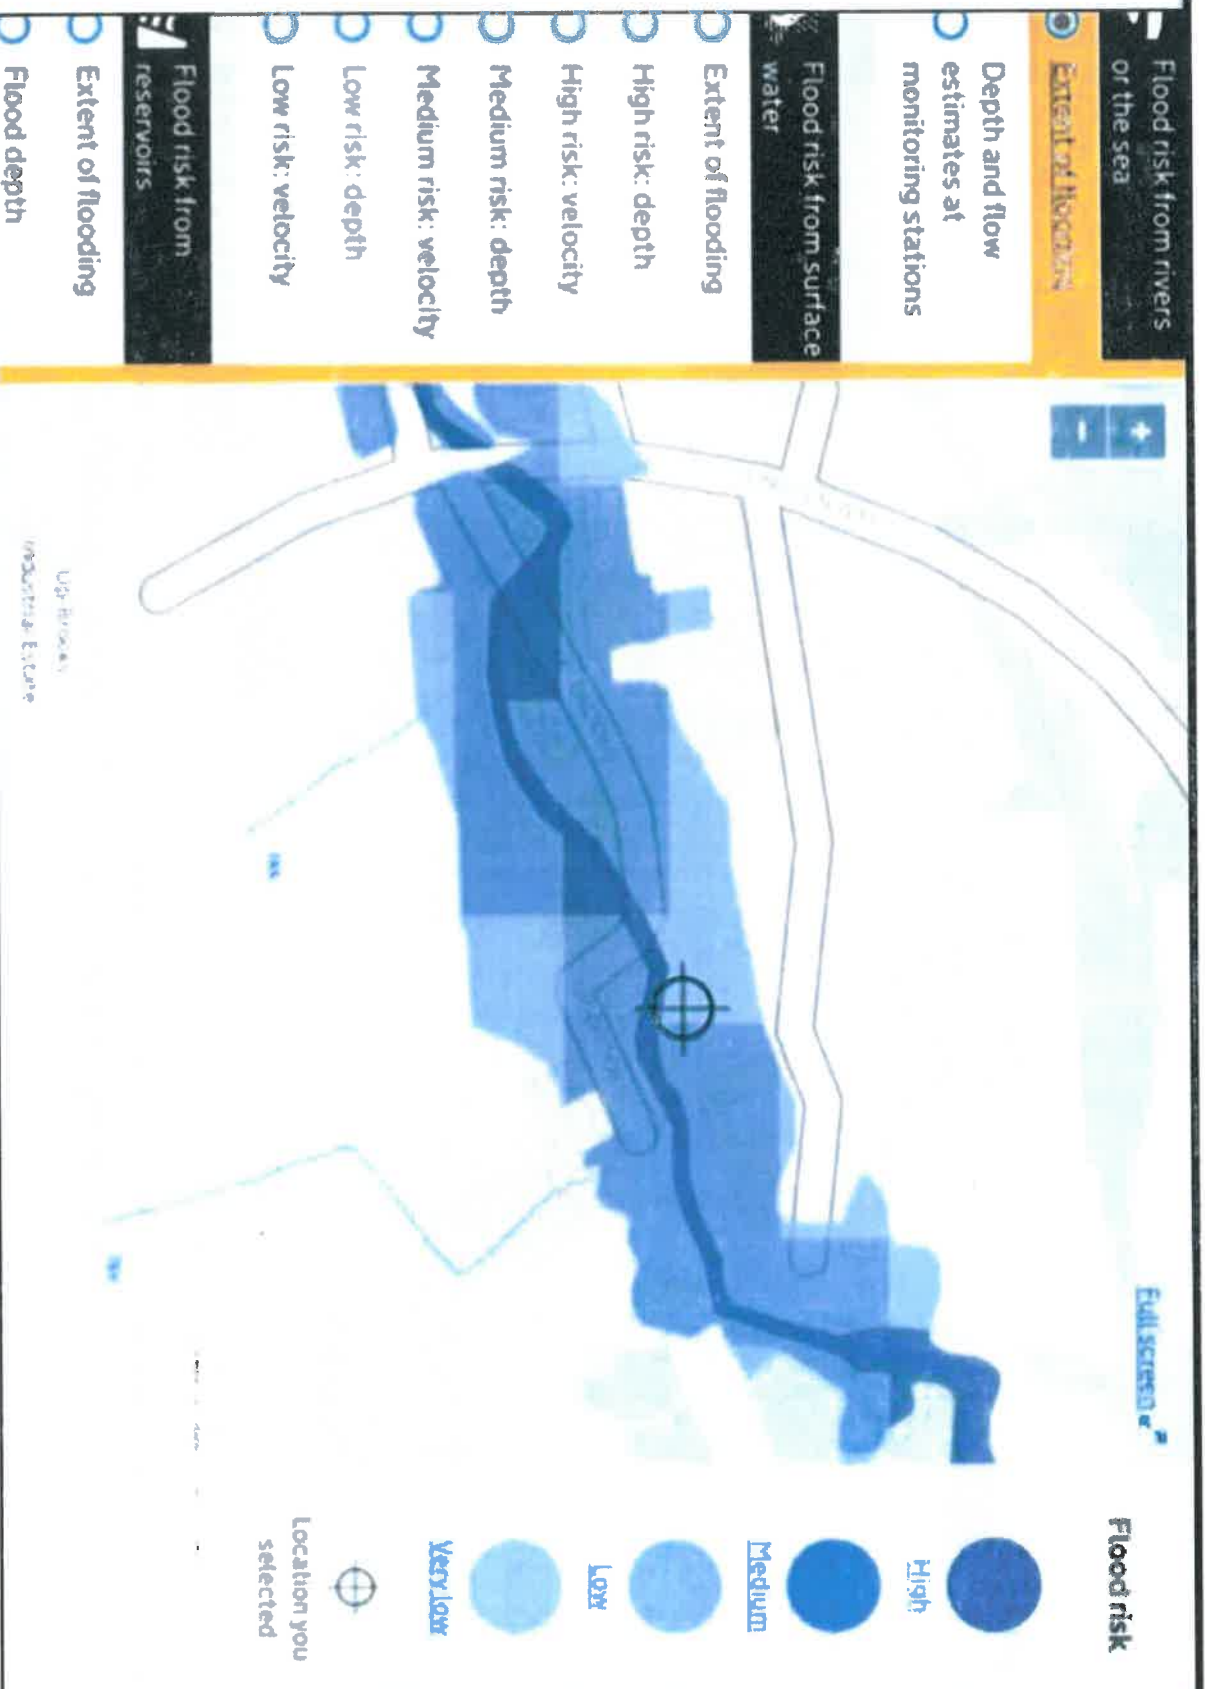 Flood risk from rivers
or the sea
Extent of flooding
Depth and flow
estimates at
monitoring stations
Flood risk from surface
water
Extent of flooding
High risk: depth
High risk: velocity
Medium risk: depth
Medium risk: velocity
Low risk: depth
Low risk: velocity
Flood risk from
reservoirs
Extent of flooding
Flood depth
+
-
Full screen
Industrial Estate
Flood risk
High
Medium
Low
Very low
Location you
selected